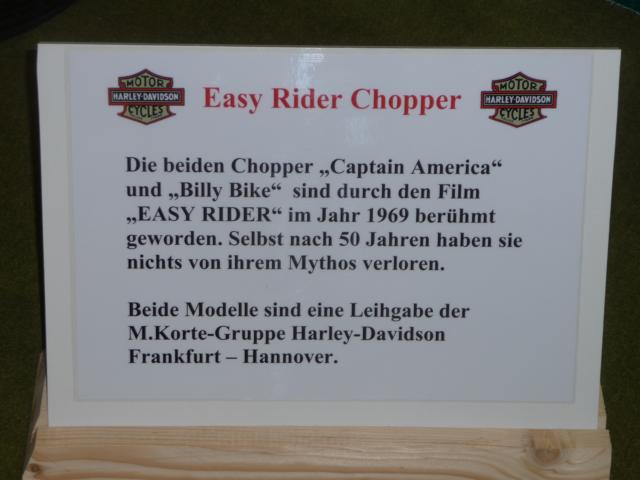 MOTOR
HARLEY-DAVIDSON
CYCLES
Easy Rider Chopper
MOTOR
HARLEY-DAVIDSON
CYCLES
Die beiden Chopper „Captain America“
und „Billy Bike“ sind durch den Film
„EASY RIDER“ im Jahr 1969 berühmt
geworden. Selbst nach 50 Jahren haben sie
nichts von ihrem Mythos verloren.
Beide Modelle sind eine Leihgabe der
M.Korte-Gruppe Harley-Davidson
Frankfurt – Hannover.